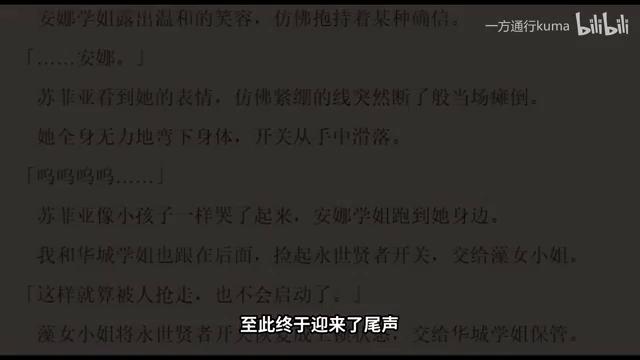 安娜学姐露出温和的笑容，仿佛抱持着某种确信。
一方通行kuma bilibili
「……安娜。」
苏菲亚看到她的表情，仿佛紧绷的线突然断了般当场瘫倒。
她全身无力地弯下身体，开关从手中滑落。
「呜呜呜呜……」
苏菲亚像小孩子一样哭了起来，安娜学姐跑到她身边。
我和华城学姐也跟在后面，捡起永世贤者开关，交给藻女小姐。
「这样就算被人抢走，也不会启动了。」
至此终于迎来了尾声
藻女小姐将永世贤者开关恢复成上锁状态，交给华城学姐保管。